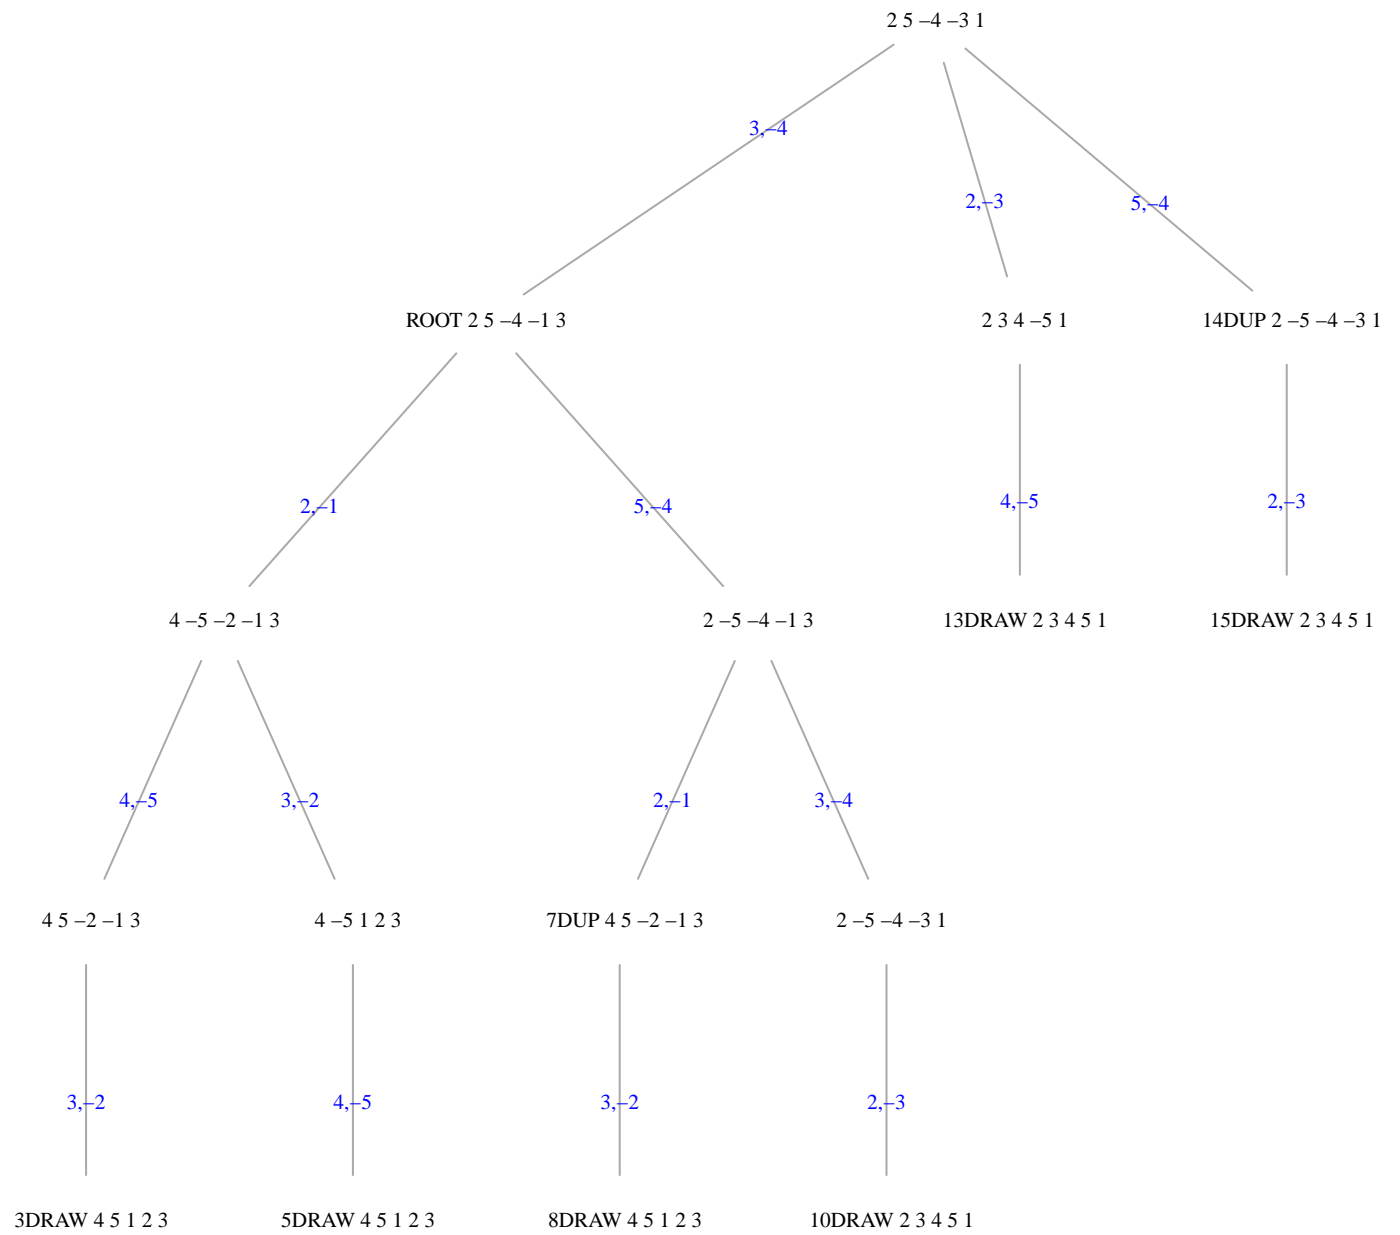 2 5 –4 –3 1
3,–4
2,–3
5,–4
ROOT 2 5 –4 –1 3
2 3 4 –5 1
14DUP 2 –5 –4 –3 1
2,–1
5,–4
4,–5
2,–3
4 –5 –2 –1 3
2 –5 –4 –1 3
13DRAW 2 3 4 5 1
15DRAW 2 3 4 5 1
4,–5
3,–2
2,–1
3,–4
4 5 –2 –1 3
4 –5 1 2 3
7DUP 4 5 –2 –1 3
2 –5 –4 –3 1
3,–2
4,–5
3,–2
2,–3
3DRAW 4 5 1 2 3
5DRAW 4 5 1 2 3
8DRAW 4 5 1 2 3
10DRAW 2 3 4 5 1